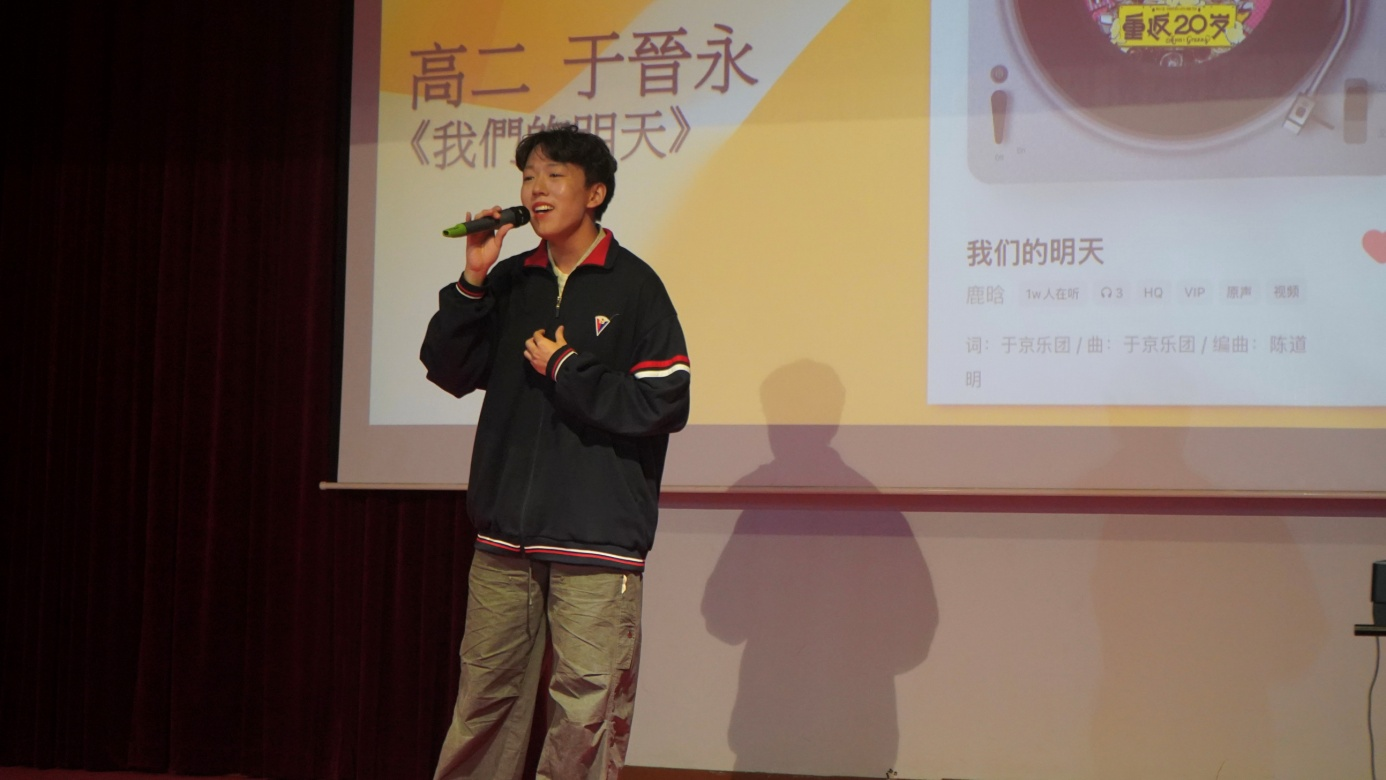 高二 于晉永
《我們的明天》
重返20岁
我们的明天
鹿晗 1w人在听 3 HQ VIP 原声 视频
词：于京乐团 / 曲：于京乐团 / 编曲：陈道
明